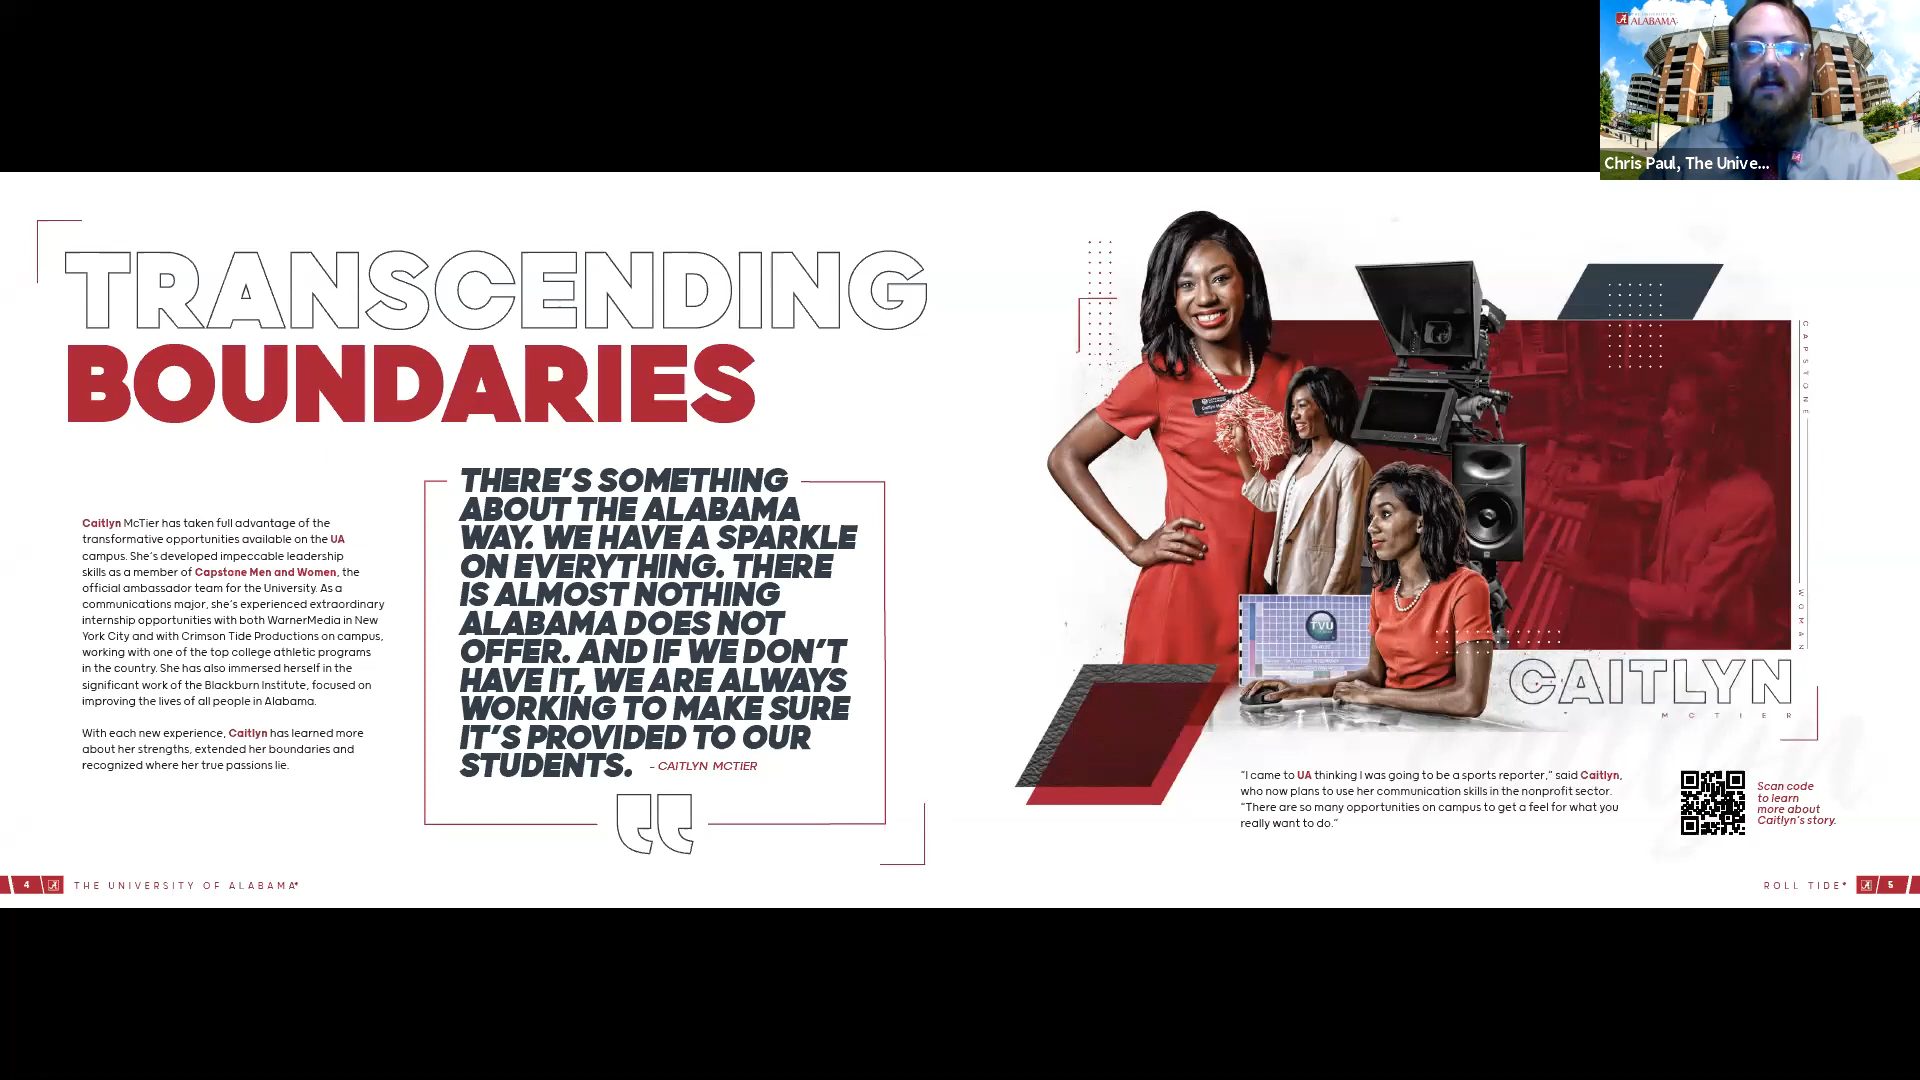 THE UNIVERSITY OF
ALABAMA
Chris Paul, The Unive...
TRANSCENDING
BOUNDARIES
Caitlyn McTier has taken full advantage of the
transformative opportunities available on the UA
campus. She's developed impeccable leadership
skills as a member of Capstone Men and Women, the
official ambassador team for the University. As a
communications major, she's experienced extraordinary
internship opportunities with both WarnerMedia in New
York City and with Crimson Tide Productions on campus,
working with one of the top college athletic programs
in the country. She has also immersed herself in the
significant work of the Blackburn Institute, focused on
improving the lives of all people in Alabama.
With each new experience, Caitlyn has learned more
about her strengths, extended her boundaries and
recognized where her true passions lie.
THERE'S SOMETHING
ABOUT THE ALABAMA
WAY. WE HAVE A SPARKLE
ON EVERYTHING. THERE
IS ALMOST NOTHING
ALABAMA DOES NOT
OFFER. AND IF WE DON'T
HAVE IT, WE ARE ALWAYS
WORKING TO MAKE SURE
IT'S PROVIDED TO OUR
STUDENTS. - CAITLYN MCTIER
CAPSTONE
WOMAN
TVU
CAITLYN
MCTIER
"I came to UA thinking I was going to be a sports reporter," said Caitlyn,
who now plans to use her communication skills in the nonprofit sector.
"There are so many opportunities on campus to get a feel for what you
really want to do."
Scan code
to learn
more about
Caitlyn's story.
4 A THE UNIVERSITY OF ALABAMA®
ROLL TIDE® A 5